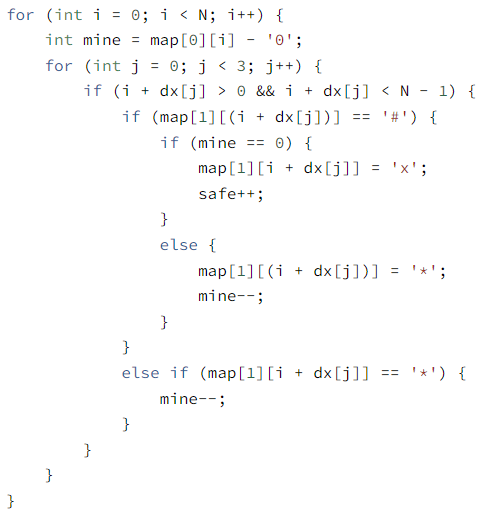 for (int i = 0; i < N; i++) {
    int mine = map[0][i] - '0';
    for (int j = 0; j < 3; j++) {
        if (i + dx[j] > 0 && i + dx[j] < N - 1) {
            if (map[1][(i + dx[j])] == '#') {
                if (mine == 0) {
                    map[1][i + dx[j]] = 'x';
                    safe++;
                }
                else {
                    map[1][(i + dx[j])] = '*';
                    mine--;
                }
            }
            else if (map[1][i + dx[j]] == '*') {
                mine--;
            }
        }
    }
}